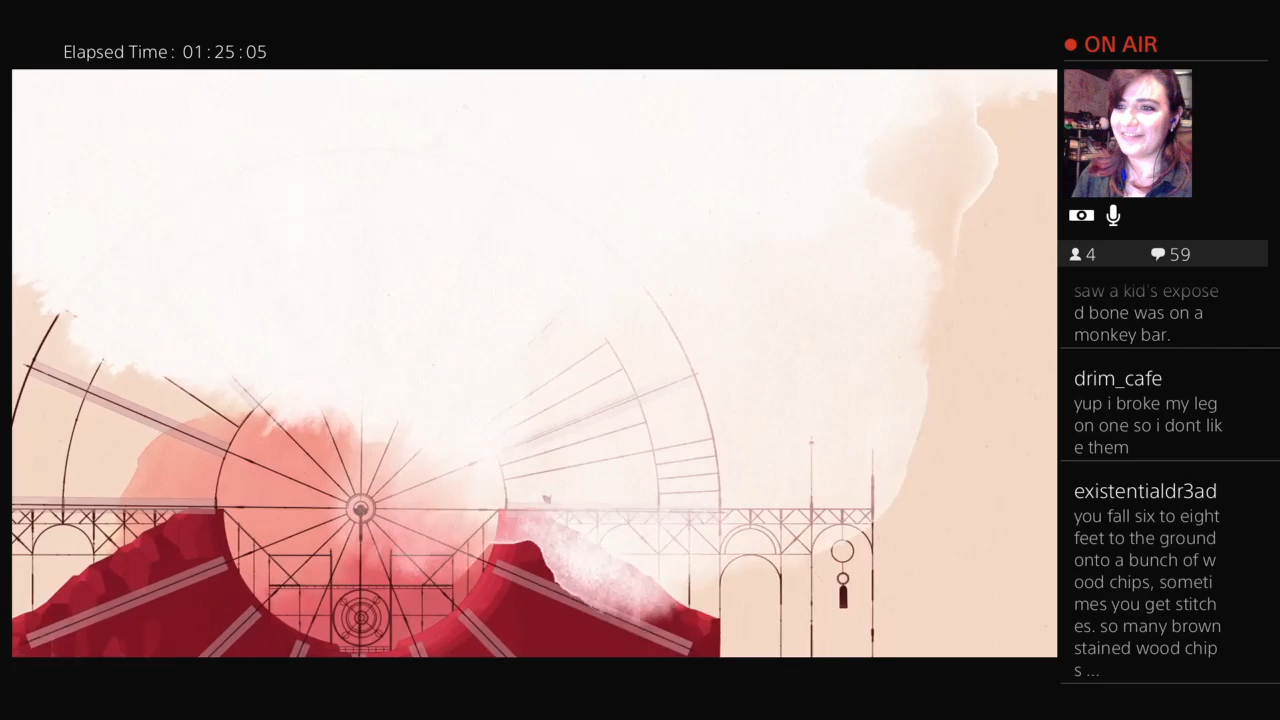 Elapsed Time: 01:25:05
ON AIR
4
59
saw a kid's expose
d bone was on a
monkey bar.
drim_cafe
yup i broke my leg
on one so i dont lik
e them
existentialdr3ad
you fall six to eight
feet to the ground
onto a bunch of w
ood chips, someti
mes you get stitch
es. so many brown
stained wood chip
s ...